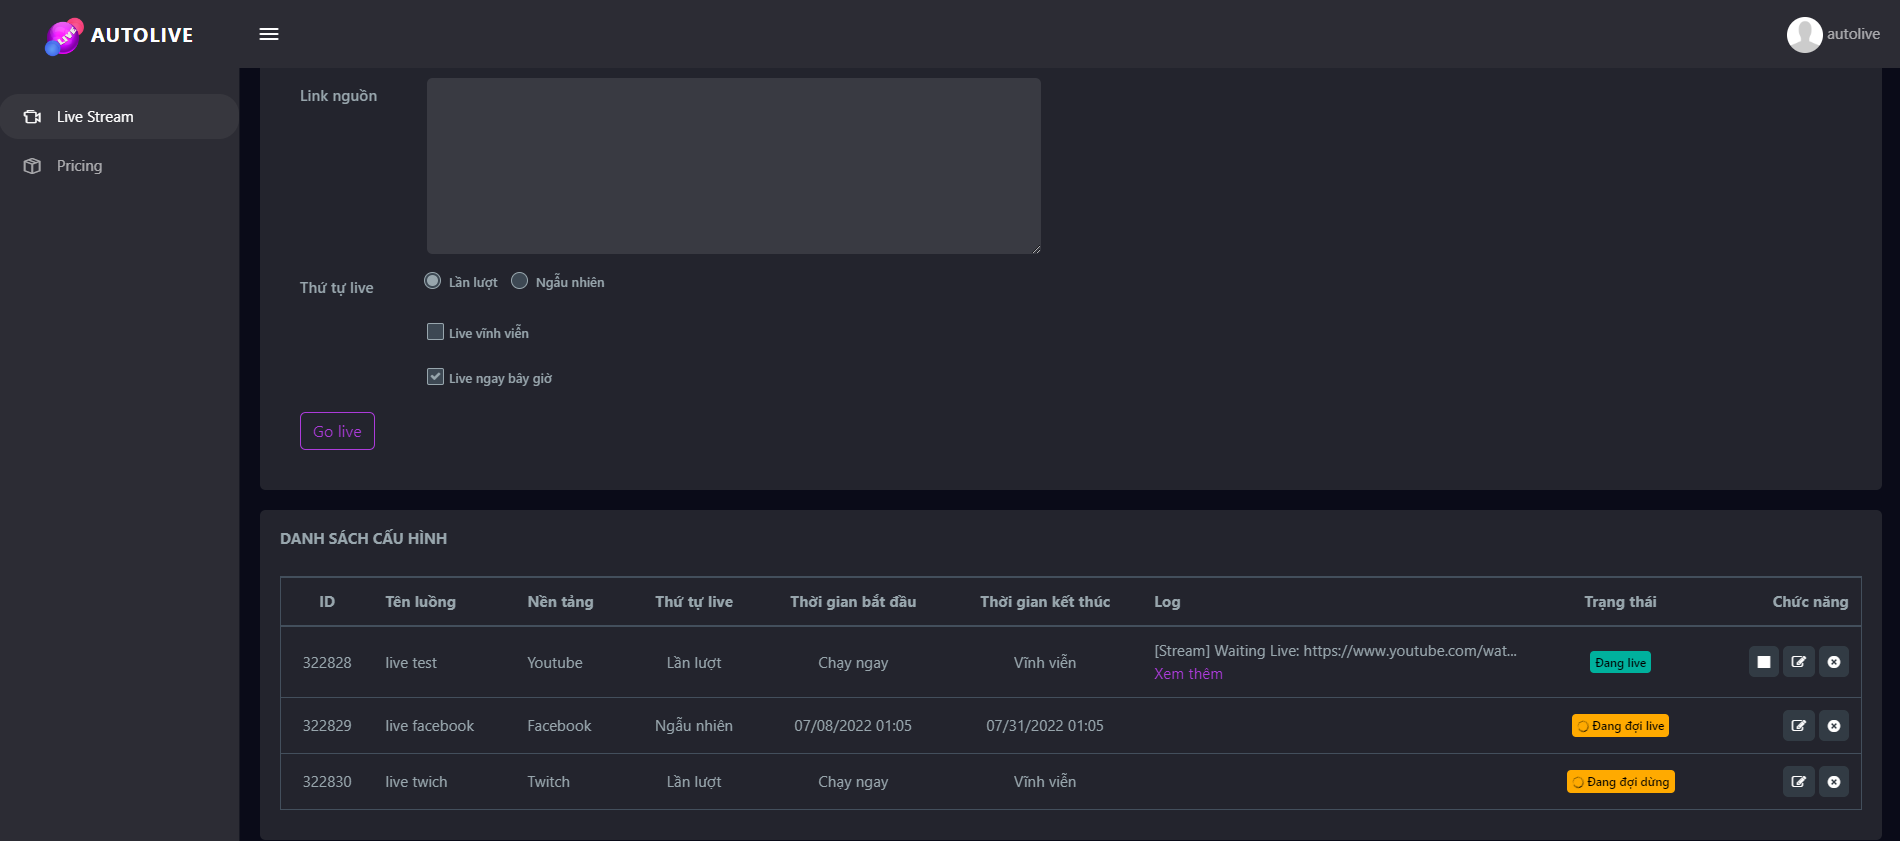 LIVE
AUTOLIVE
autolive
Live Stream
Pricing
Link nguồn
Thứ tự live
Lần lượt
Ngẫu nhiên
Live vĩnh viễn
Live ngay bây giờ
Go live
DANH SÁCH CẤU HÌNH
ID Tên luồng Nền tảng Thứ tự live Thời gian bắt đầu Thời gian kết thúc Log Trạng thái Chức năng
322828 live test Youtube Lần lượt Chạy ngay Vĩnh viễn [Stream] Waiting Live: https://www.youtube.com/wat... Đang live
Xem thêm
322829 live facebook Facebook Ngẫu nhiên 07/08/2022 01:05 07/31/2022 01:05 Đang đợi live
322830 live twich Twitch Lần lượt Chạy ngay Vĩnh viễn Đang đợi dừng